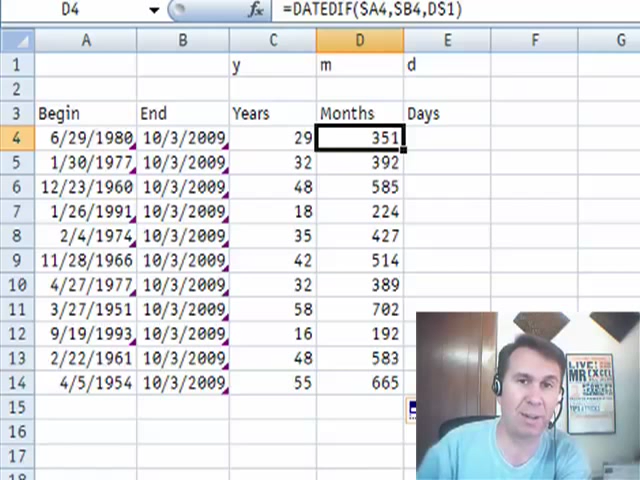 D4 fx =DATEDIF($A4,$B4,D$1)
A B C D E F G
1 y m d
2
3 Begin End Years Months Days
4 6/29/1980 10/3/2009 29 351
5 1/30/1977 10/3/2009 32 392
6 12/23/1960 10/3/2009 48 585
7 1/26/1991 10/3/2009 18 224
8 2/4/1974 10/3/2009 35 427
9 11/28/1966 10/3/2009 42 514
10 4/27/1977 10/3/2009 32 389
11 3/27/1951 10/3/2009 58 702
12 9/19/1993 10/3/2009 16 192
13 2/22/1961 10/3/2009 48 583
14 4/5/1954 10/3/2009 55 665
15
16
17
18
LIVE!
MR
EXCEL